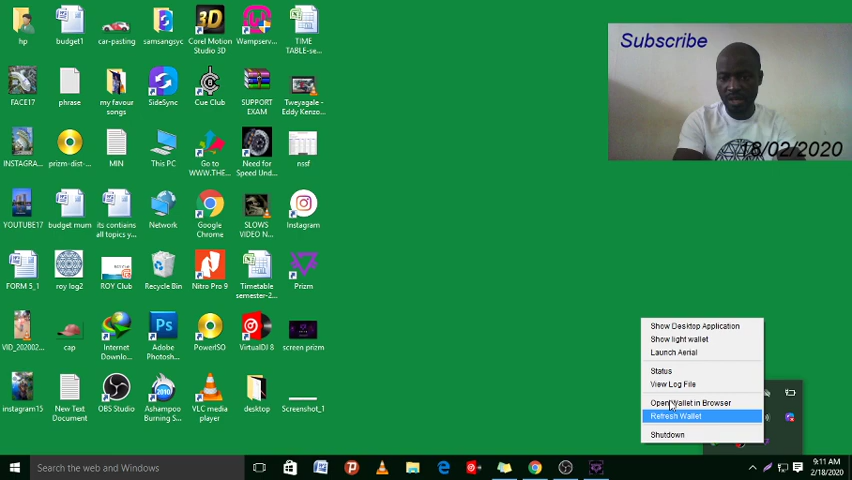 hp
budget1
car-pasting
samsangsyc
Corel Motion
Studio 3D
Wampserv...
TIME
TABLE-se...
FACE17
phrase
my favour
songs
SideSync
Cue Club
SUPPORT
EXAM
Tweyagale -
Eddy Kenzo...
INSTAGRA...
prizm-dist-...
MIN
This PC
Go to
WWW.THE...
Need for
Speed Und...
nssf
YOUTUBE17
budget mum
its contains
all topics y...
Network
Google
Chrome
SLOWS
VIDEO N...
Instagram
FORM 5_1
roy log2
ROY Club
Recycle Bin
Nitro Pro 9
Timetable
semester-2...
Prizm
VID_202002...
cap
Internet
Downlo...
Adobe
Photosh...
PowerISO
VirtualDJ 8
screen prizm
instagram15
New Text
Document
OBS Studio
Ashampoo
Burning S...
VLC media
player
desktop
Screenshot_1
Subscribe
18/02/2020
Show Desktop Application
Show light wallet
Launch Aerial
Status
View Log File
Open Wallet in Browser
Refresh Wallet
Shutdown
Search the web and Windows
9:11 AM
2/18/2020